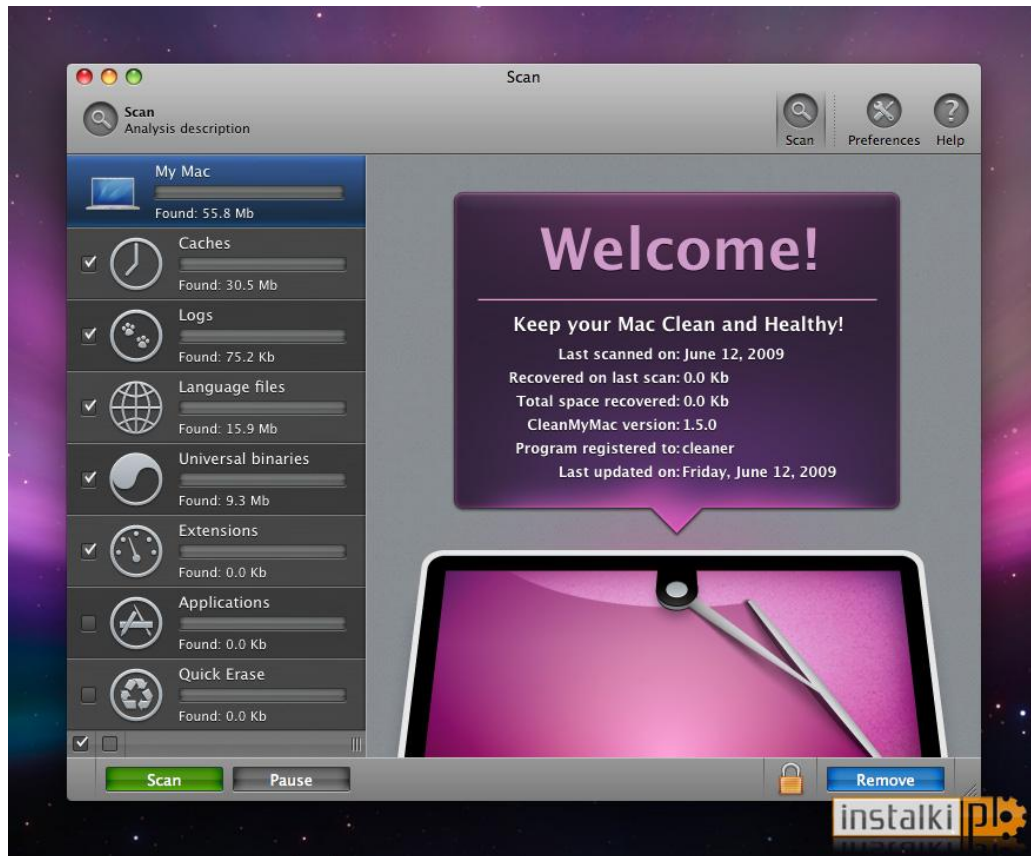 Scan
Scan
Analysis description
Scan
Preferences
Help
My Mac
Found: 55.8 Mb
Caches
Found: 30.5 Mb
Logs
Found: 75.2 Kb
Language files
Found: 15.9 Mb
Universal binaries
Found: 9.3 Mb
Extensions
Found: 0.0 Kb
Applications
Found: 0.0 Kb
Quick Erase
Found: 0.0 Kb
Welcome!
Keep your Mac Clean and Healthy!
Last scanned on: June 12, 2009
Recovered on last scan: 0.0 Kb
Total space recovered: 0.0 Kb
CleanMyMac version: 1.5.0
Program registered to: cleaner
Last updated on: Friday, June 12, 2009
Scan
Pause
Remove
instalki pl